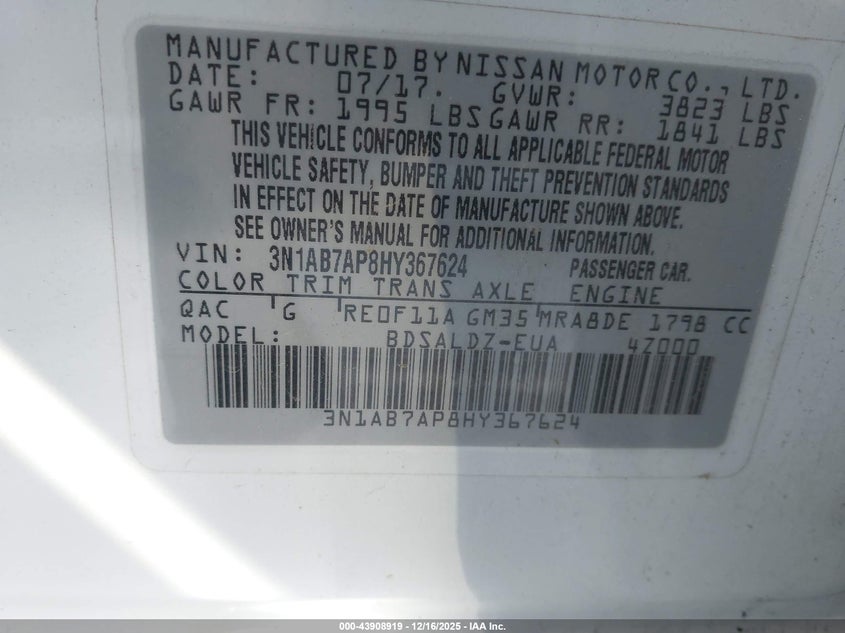 MANUFACTURED BY NISSAN MOTOR CO., LTD.
DATE: 07/17. GVWR: 3823 LBS
GAWR FR: 1995 LBS GAWR RR: 1841 LBS
THIS VEHICLE CONFORMS TO ALL APPLICABLE FEDERAL MOTOR
VEHICLE SAFETY, BUMPER AND THEFT PREVENTION STANDARDS
IN EFFECT ON THE DATE OF MANUFACTURE SHOWN ABOVE.
SEE OWNER'S MANUAL FOR ADDITIONAL INFORMATION.
VIN: 3N1AB7AP8HY367624 PASSENGER CAR.
COLOR TRIM TRANS AXLE ENGINE
QAC G RE0F11A GM35 MRA8DE 1798 CC
MODEL: BDSALDZ-EUA 4Z000
3N1AB7AP8HY367624
000-43908919 - 12/16/2025 - IAA Inc.